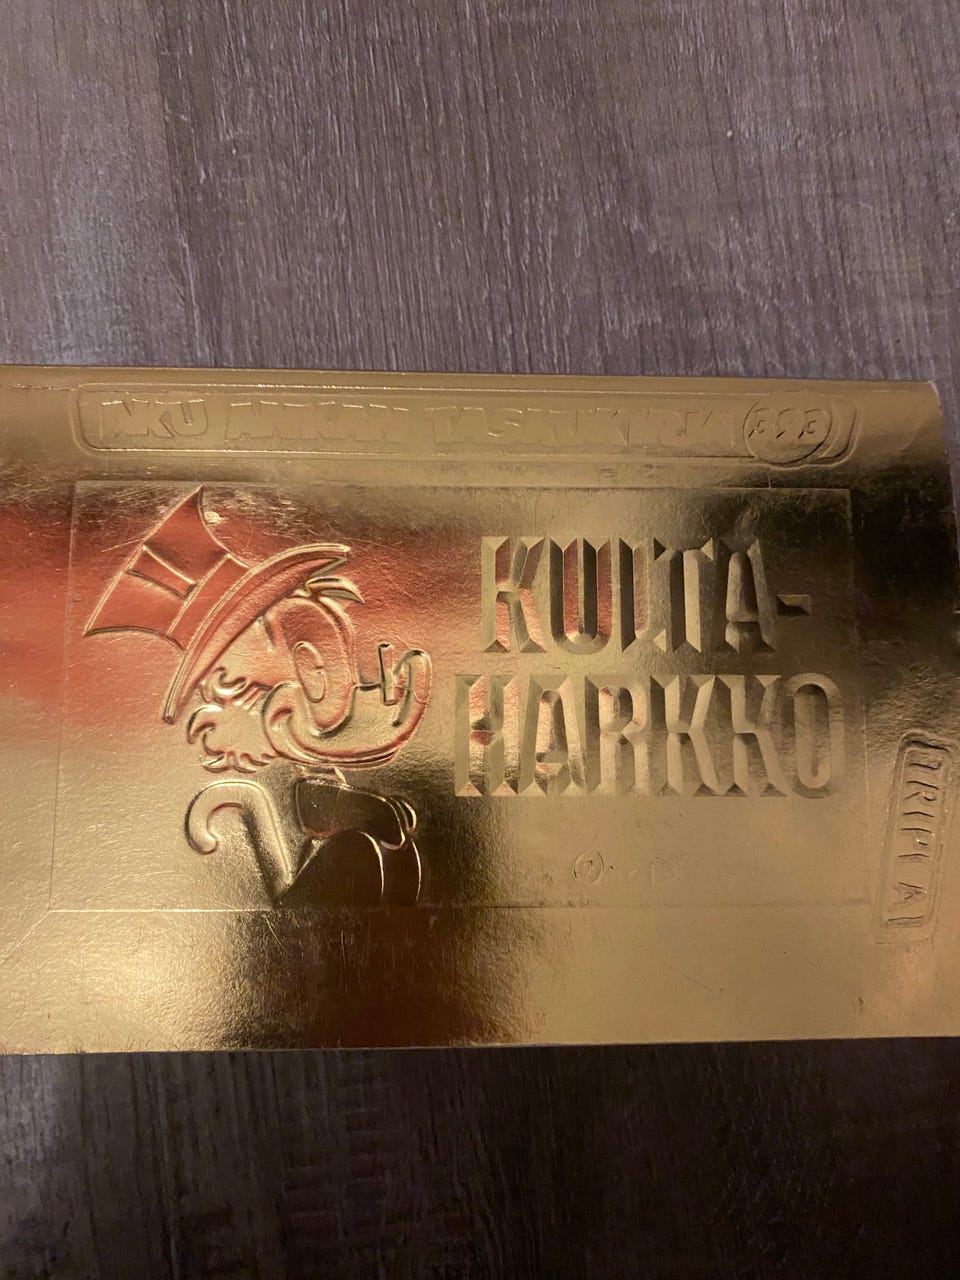 AKU ANKAN TASKUKIRJA 393
KULTA-
HARKKO
TRIPLA